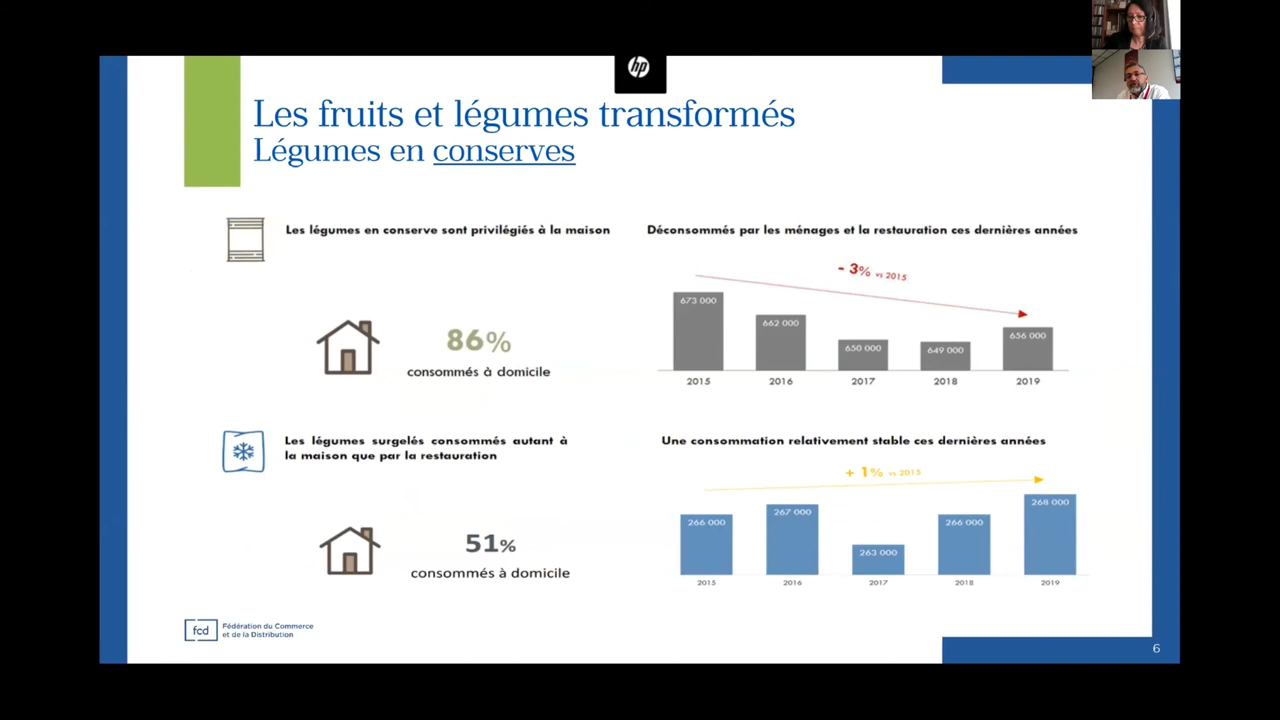 hp
Les fruits et légumes transformés
Légumes en conserves
Les légumes en conserve sont privilégiés à la maison
86%
consommés à domicile
Déconsommés par les ménages et la restauration ces dernières années
- 3% vs 2015
673 000
662 000
650 000
649 000
656 000
2015
2016
2017
2018
2019
Les légumes surgelés consommés autant à
la maison que par la restauration
51%
consommés à domicile
Une consommation relativement stable ces dernières années
+ 1% vs 2015
266 000
267 000
263 000
266 000
268 000
2015
2016
2017
2018
2019
fcd
Fédération du Commerce
et de la Distribution
6